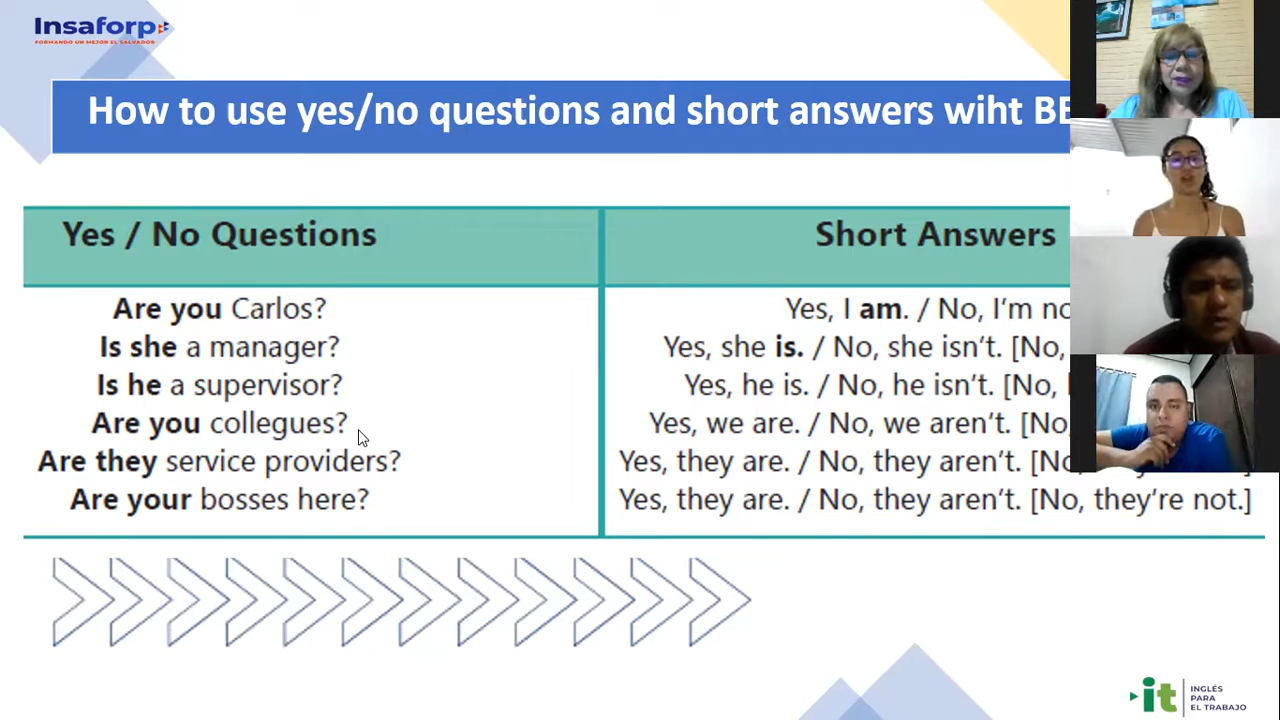 Insaforp
FORMANDO UN MEJOR EL SALVADOR
How to use yes/no questions and short answers wiht BE
Yes / No Questions
Short Answers
Are you Carlos?
Yes, I am. / No, I'm
Is she a manager?
Yes, she is. / No, she isn't. [No,
Is he a supervisor?
Yes, he is. / No, he isn't. [No,
Are you collegues?
Yes, we are. / No, we aren't. [No,
Are they service providers?
Yes, they are. / No, they aren't. [No,
Are your bosses here?
Yes, they are. / No, they aren't. [No, they're not.]
it
INGLÉS
PARA
EL TRABAJO